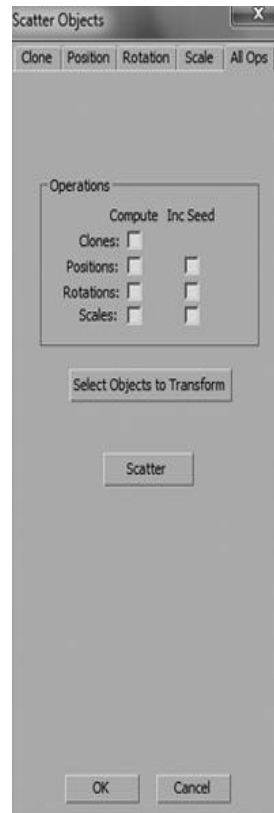 Scatter Objects X
Clone Position Rotation Scale All Ops
Operations
Compute Inc Seed
Clones:
Positions:
Rotations:
Scales:
Select Objects to Transform
Scatter
OK Cancel